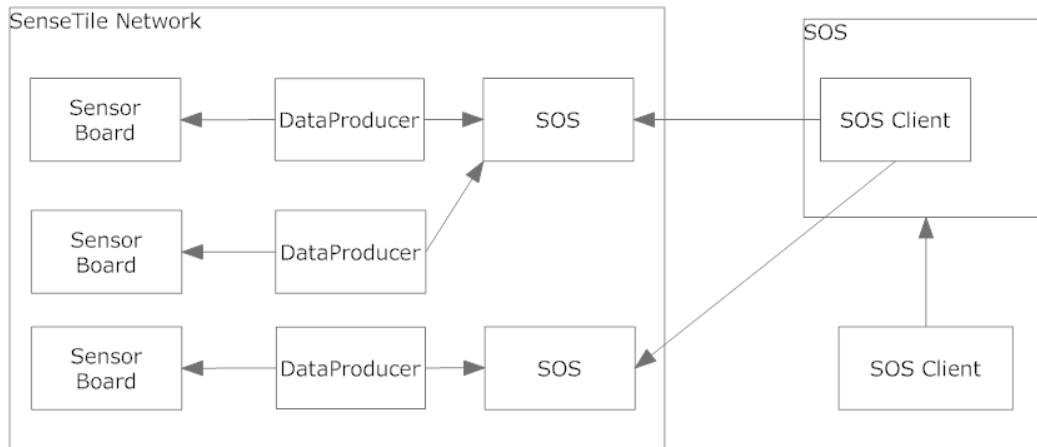 SenseTile Network
SOS
Sensor
Board
DataProducer
SOS
SOS Client
Sensor
Board
DataProducer
Sensor
Board
DataProducer
SOS
SOS Client